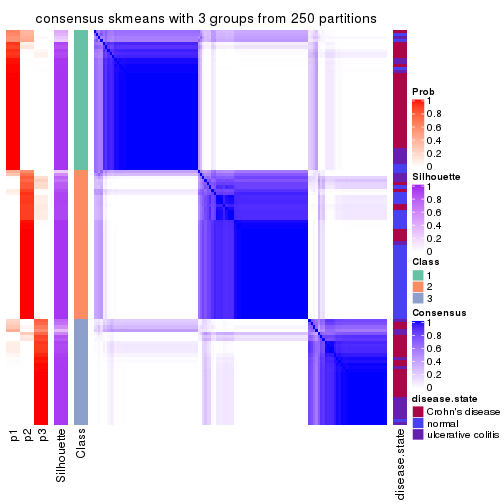 consensus skmeans with 3 groups from 250 partitions
Prob
1
0.8
0.6
0.4
0.2
0
Silhouette
1
0.8
0.6
0.4
0.2
0
Class
1
2
3
Consensus
1
0.8
0.6
0.4
0.2
0
disease.state
Crohn's disease
normal
ulcerative colitis
p1
p2
p3
Silhouette
Class
disease.state